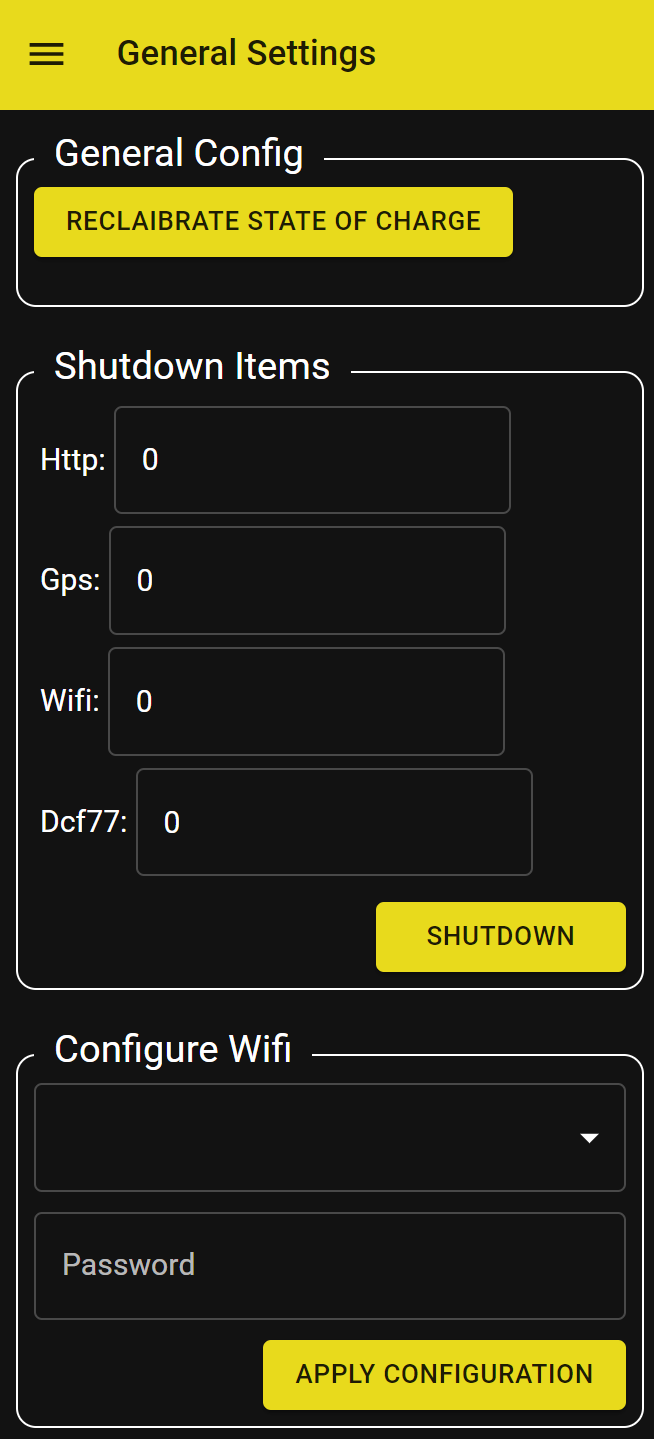 General Settings
General Config
RECLAIBRATE STATE OF CHARGE
Shutdown Items
Http: 0
Gps: 0
Wifi: 0
Dcf77: 0
SHUTDOWN
Configure Wifi
Password
APPLY CONFIGURATION